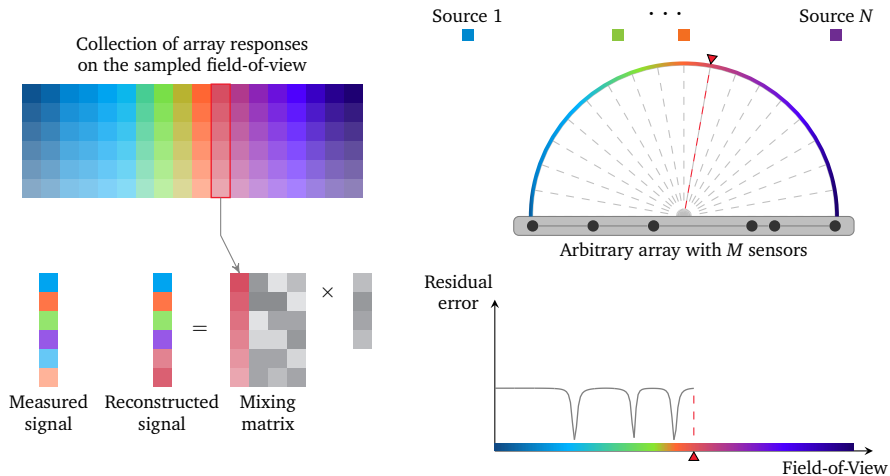 Collection of array responses
on the sampled field-of-view
=
×
Measured
signal
Reconstructed
signal
Mixing
matrix
Source 1
· · ·
Source N
Arbitrary array with M sensors
Residual
error
Field-of-View